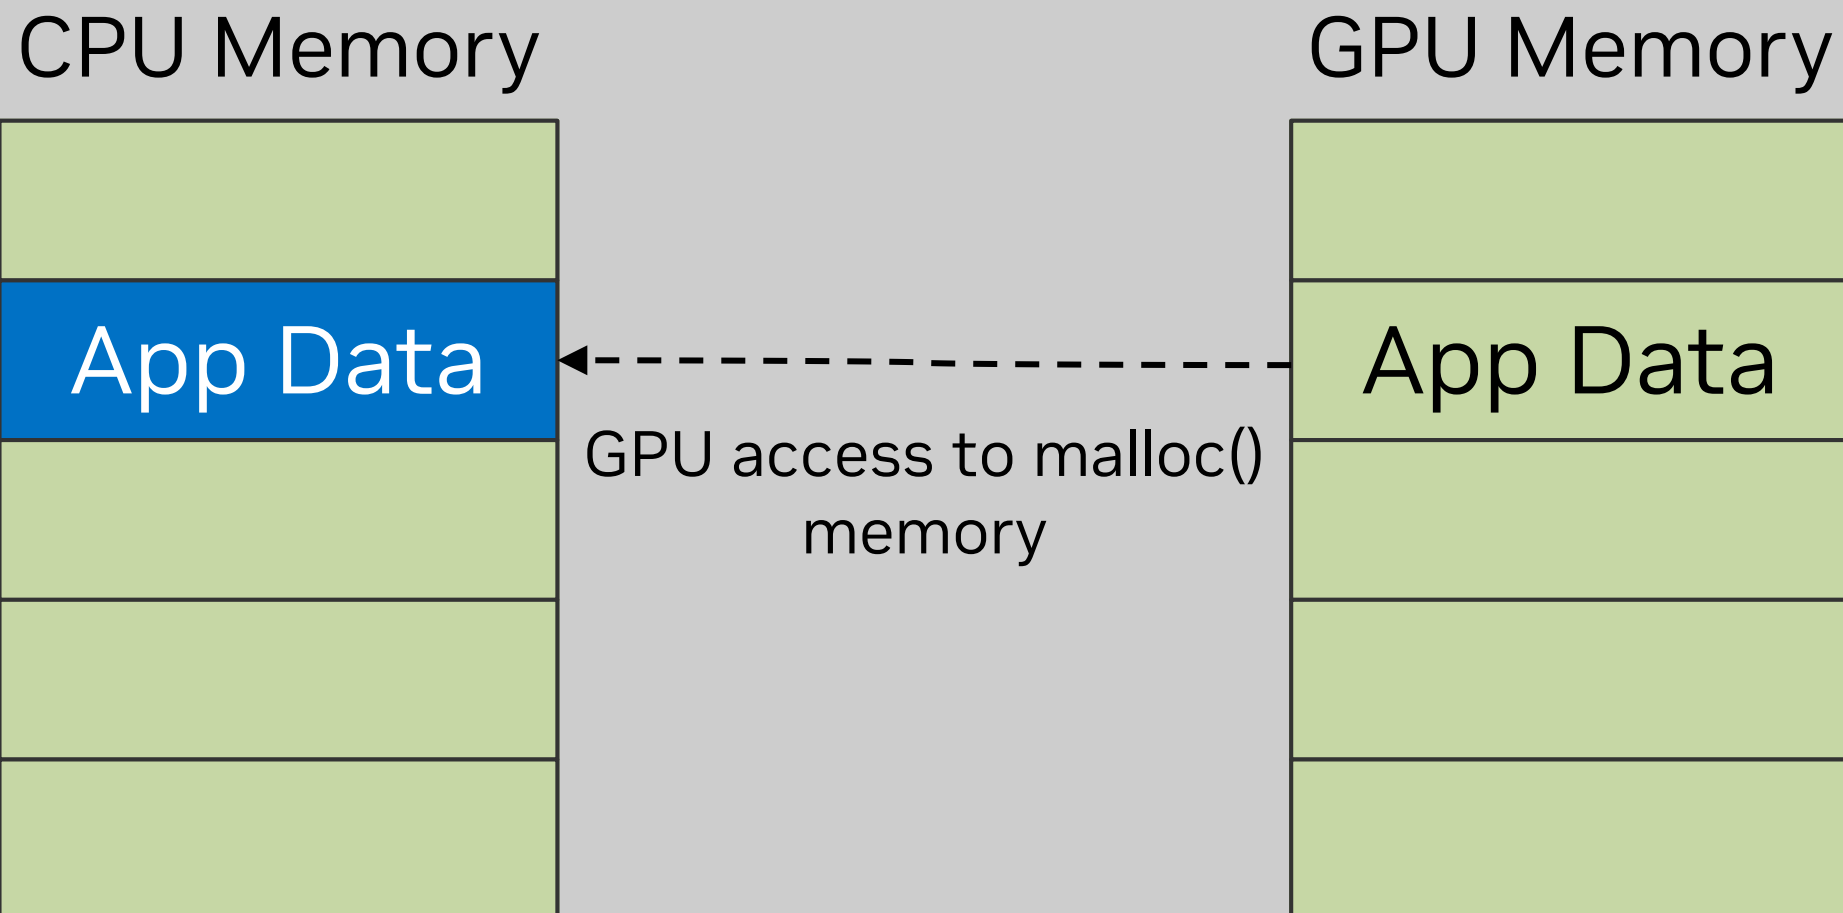 CPU Memory
GPU Memory
App Data
App Data
GPU access to malloc()
memory